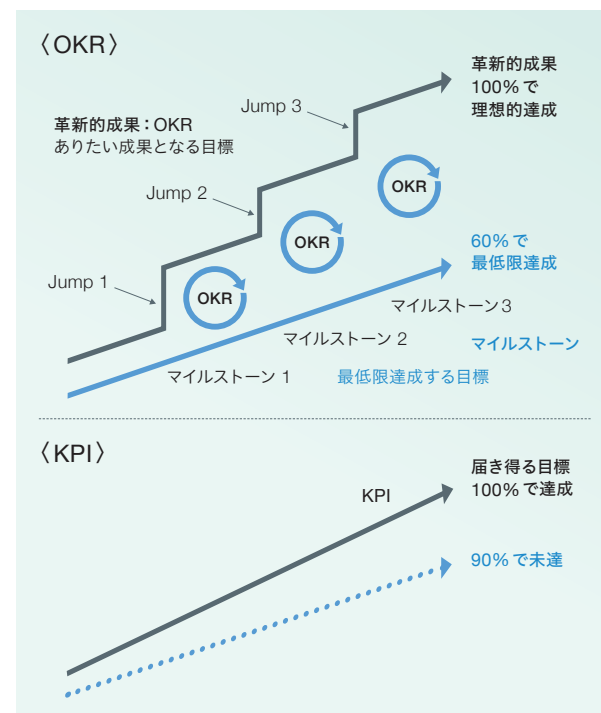 〈OKR〉
革新的成果
100%で
理想的達成
Jump 3
革新的成果：OKR
ありたい成果となる目標
OKR
Jump 2
OKR
60%で
最低限達成
Jump 1
OKR
マイルストーン3
マイルストーン 2
マイルストーン
マイルストーン 1
最低限達成する目標
〈KPI〉
届き得る目標
100%で達成
KPI
90%で未達